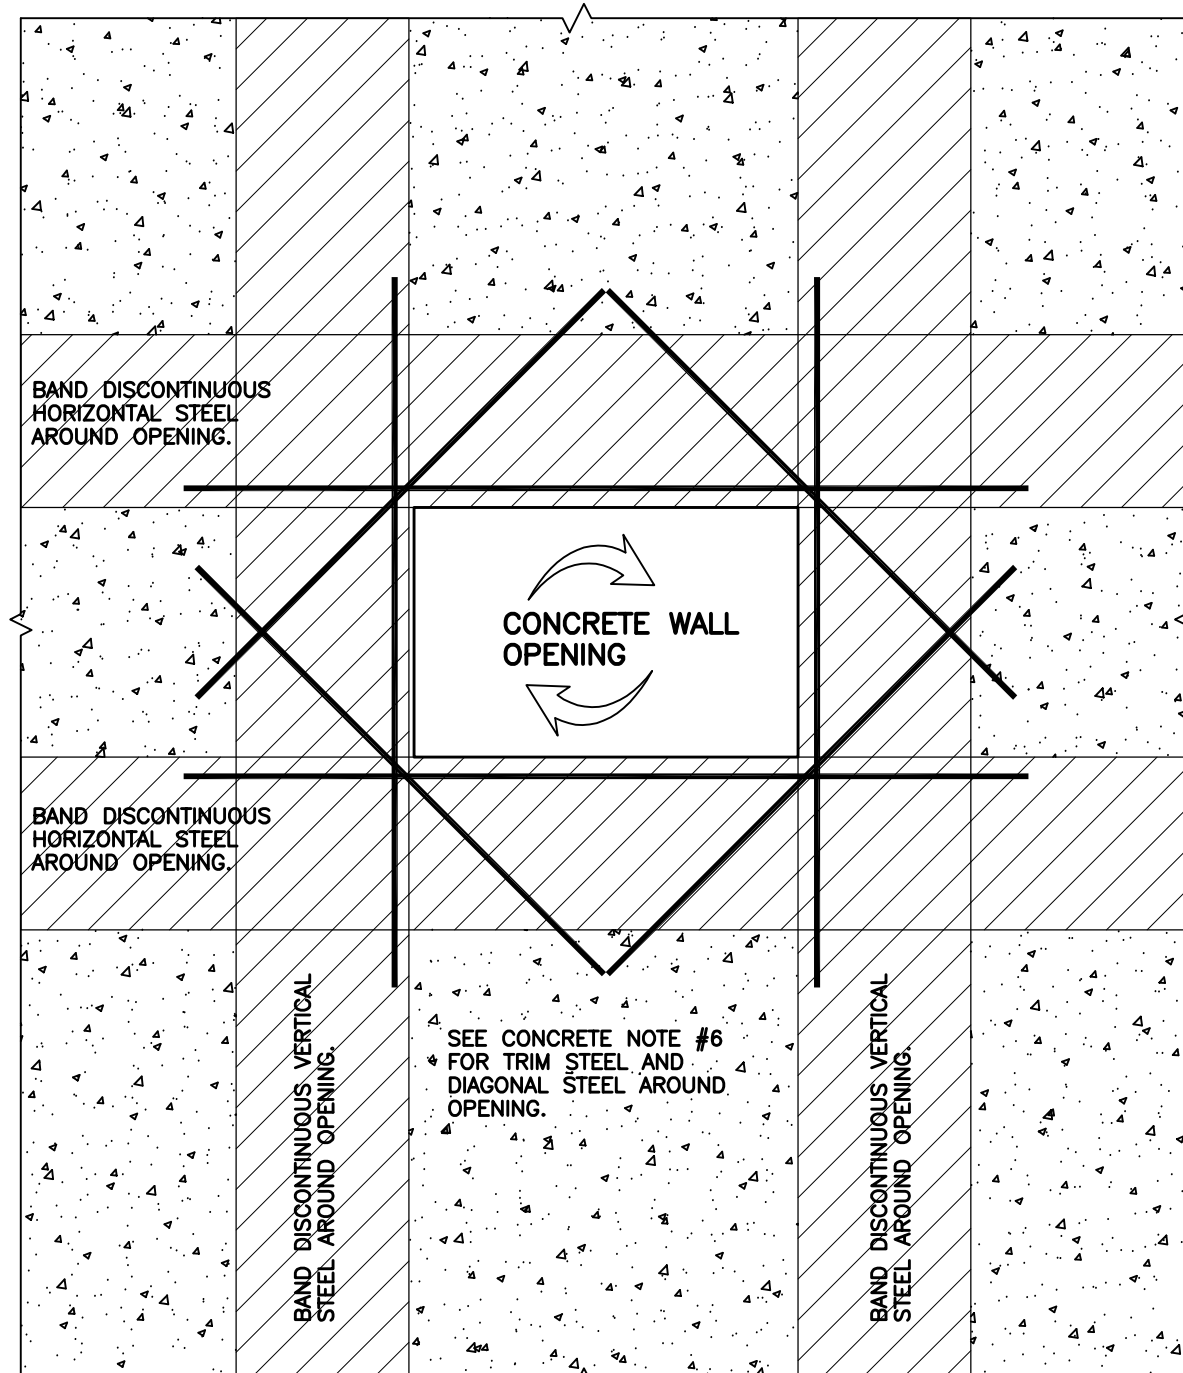 BAND DISCONTINUOUS
HORIZONTAL STEEL
AROUND OPENING.
CONCRETE WALL
OPENING
BAND DISCONTINUOUS
HORIZONTAL STEEL
AROUND OPENING.
BAND DISCONTINUOUS VERTICAL
STEEL AROUND OPENING.
SEE CONCRETE NOTE #6
FOR TRIM STEEL AND
DIAGONAL STEEL AROUND
OPENING.
BAND DISCONTINUOUS VERTICAL
STEEL AROUND OPENING.